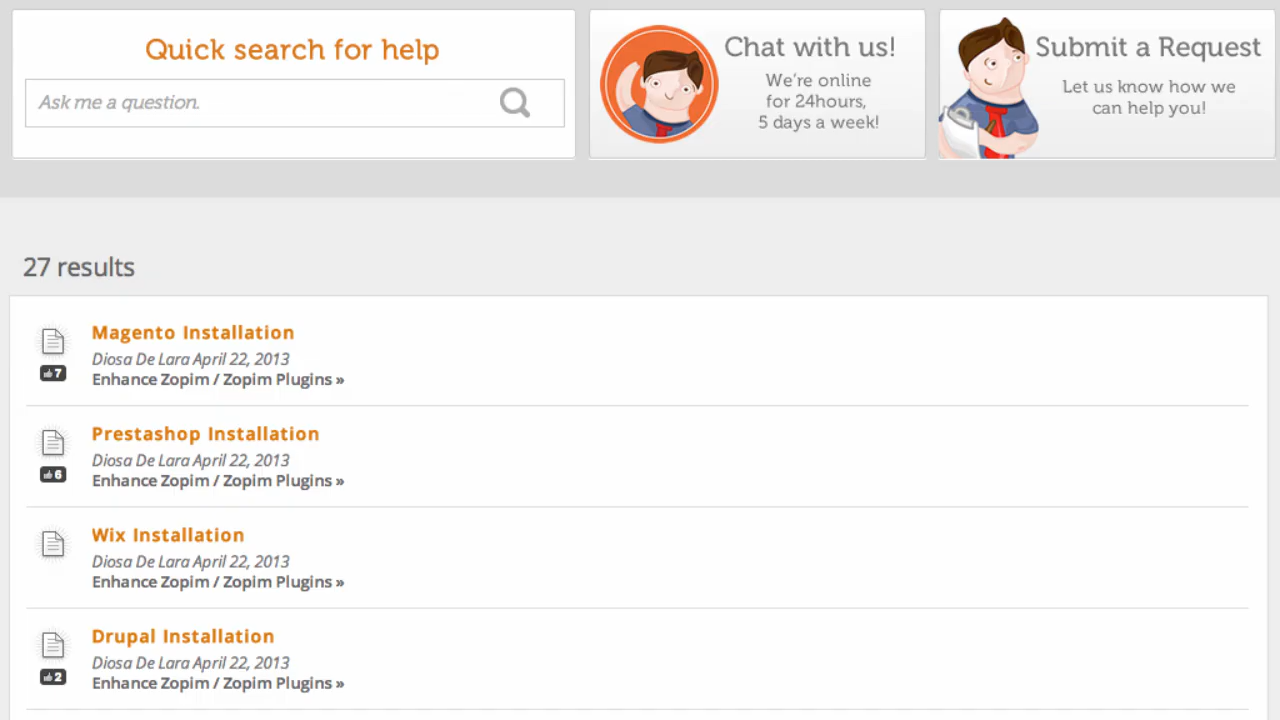 Quick search for help
Ask me a question.
Chat with us!
We're online
for 24hours,
5 days a week!
Submit a Request
Let us know how we
can help you!
27 results
Magento Installation
Diosa De Lara April 22, 2013
7
Enhance Zopim / Zopim Plugins »
Prestashop Installation
Diosa De Lara April 22, 2013
6
Enhance Zopim / Zopim Plugins »
Wix Installation
Diosa De Lara April 22, 2013
Enhance Zopim / Zopim Plugins »
Drupal Installation
Diosa De Lara April 22, 2013
2
Enhance Zopim / Zopim Plugins »